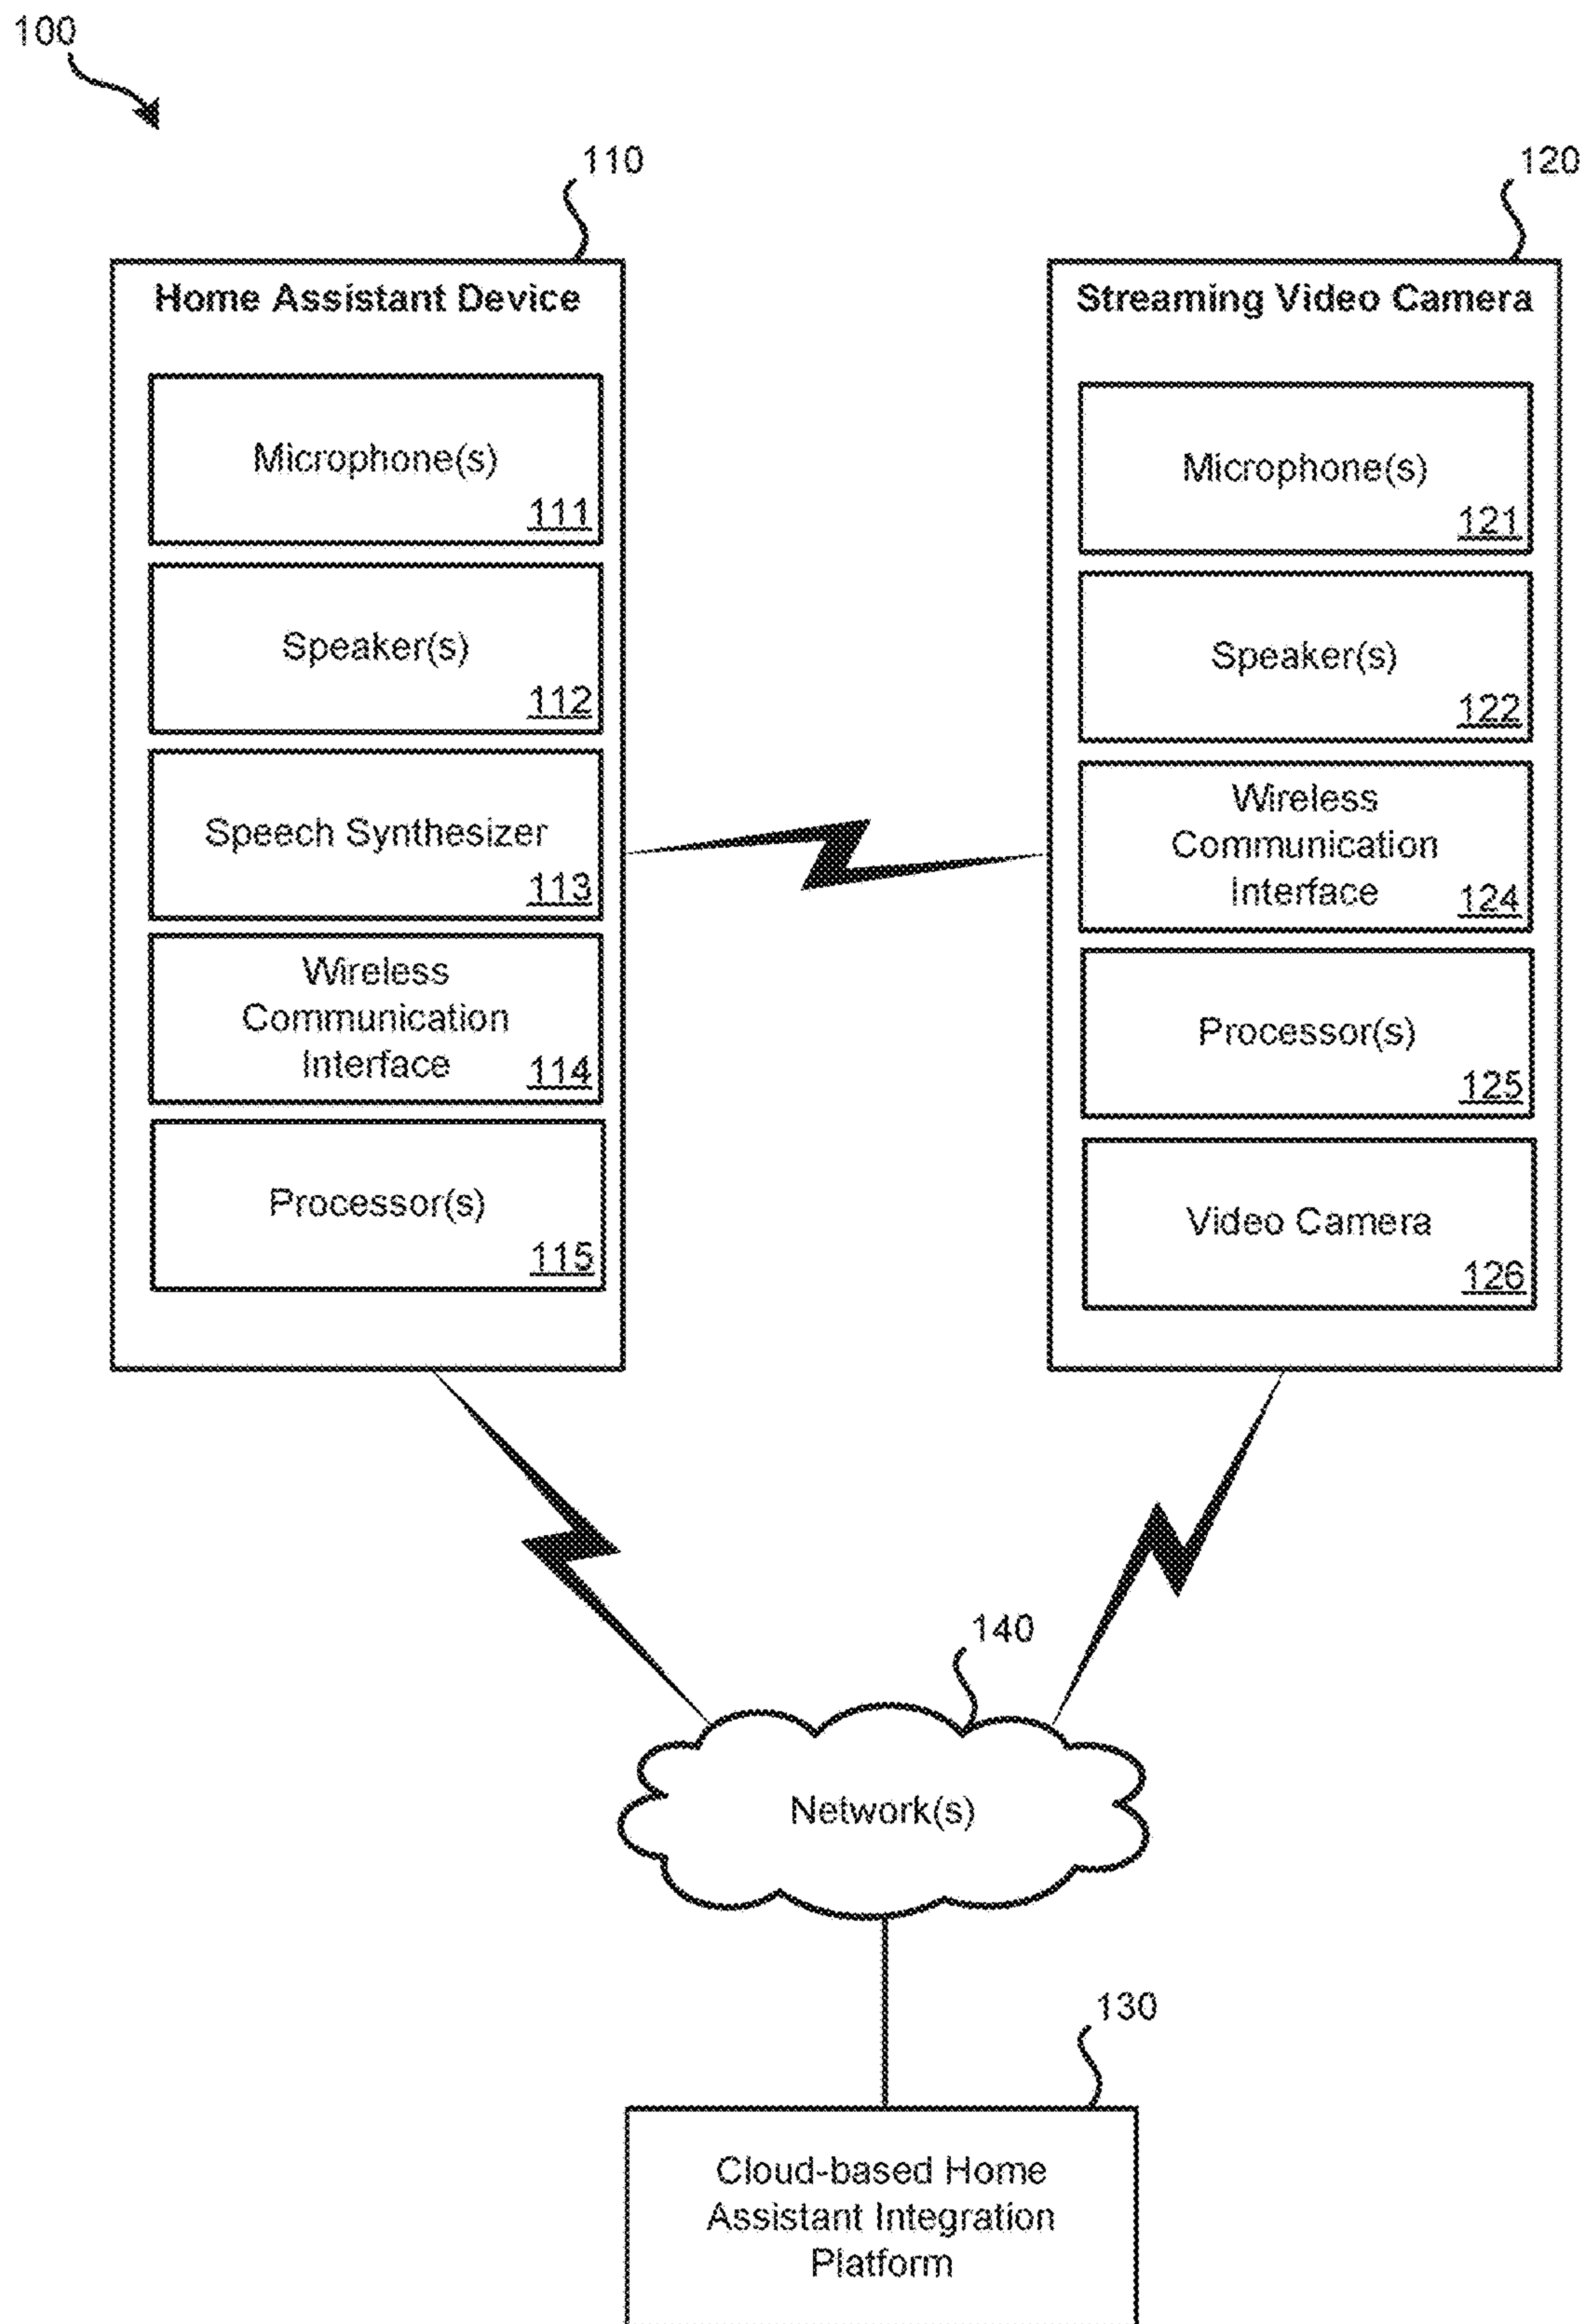 100
110
120
Home Assistant Device
Microphone(s)
111
Speaker(s)
112
Speech Synthesizer
113
Wireless
Communication
Interface
114
Processor(s)
115
Streaming Video Camera
Microphone(s)
121
Speaker(s)
122
Wireless
Communication
Interface
124
Processor(s)
125
Video Camera
126
140
Network(s)
130
Cloud-based Home
Assistant Integration
Platform